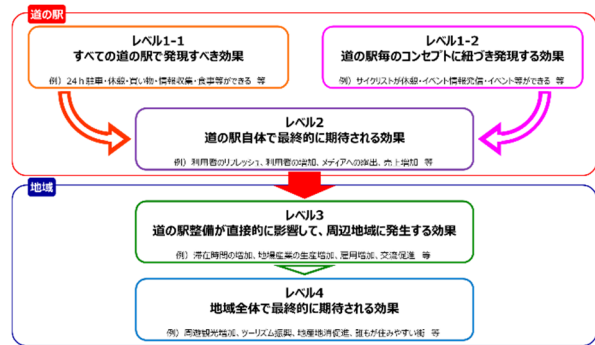 道の駅
レベル1-1
すべての道の駅で発現すべき効果
例）24h駐車・休憩・買い物・情報収集・食事等ができる 等
レベル1-2
道の駅毎のコンセプトに紐づき発現する効果
例）サイクリストが休憩・イベント情報発信・イベント等ができる 等
レベル2
道の駅自体で最終的に期待される効果
例）利用者のリフレッシュ、利用者の増加、メディアへの露出、売上増加 等
地域
レベル3
道の駅整備が直接的に影響して、周辺地域に発生する効果
例）滞在時間の増加、地場産業の生産増加、雇用増加、交流促進 等
レベル4
地域全体で最終的に期待される効果
例）周遊観光増加、ツーリズム振興、地産地消促進、誰もが住みやすい街 等